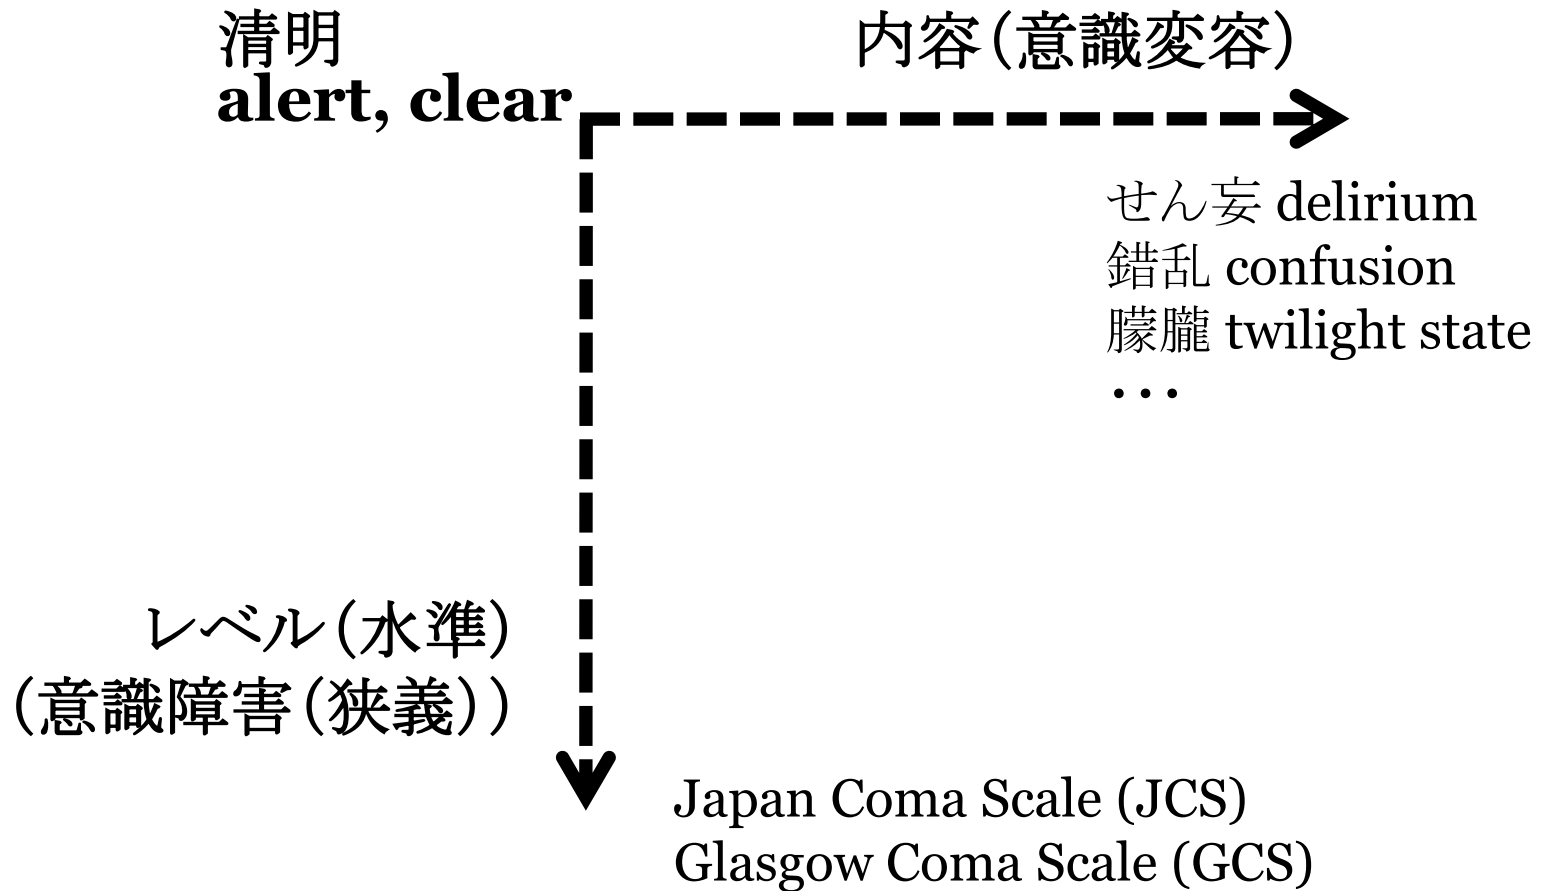 清明
alert, clear
内容(意識変容)
せん妄 delirium
錯乱 confusion
朦朧 twilight state
・・・
レベル(水準)
(意識障害(狭義))
Japan Coma Scale (JCS)
Glasgow Coma Scale (GCS)